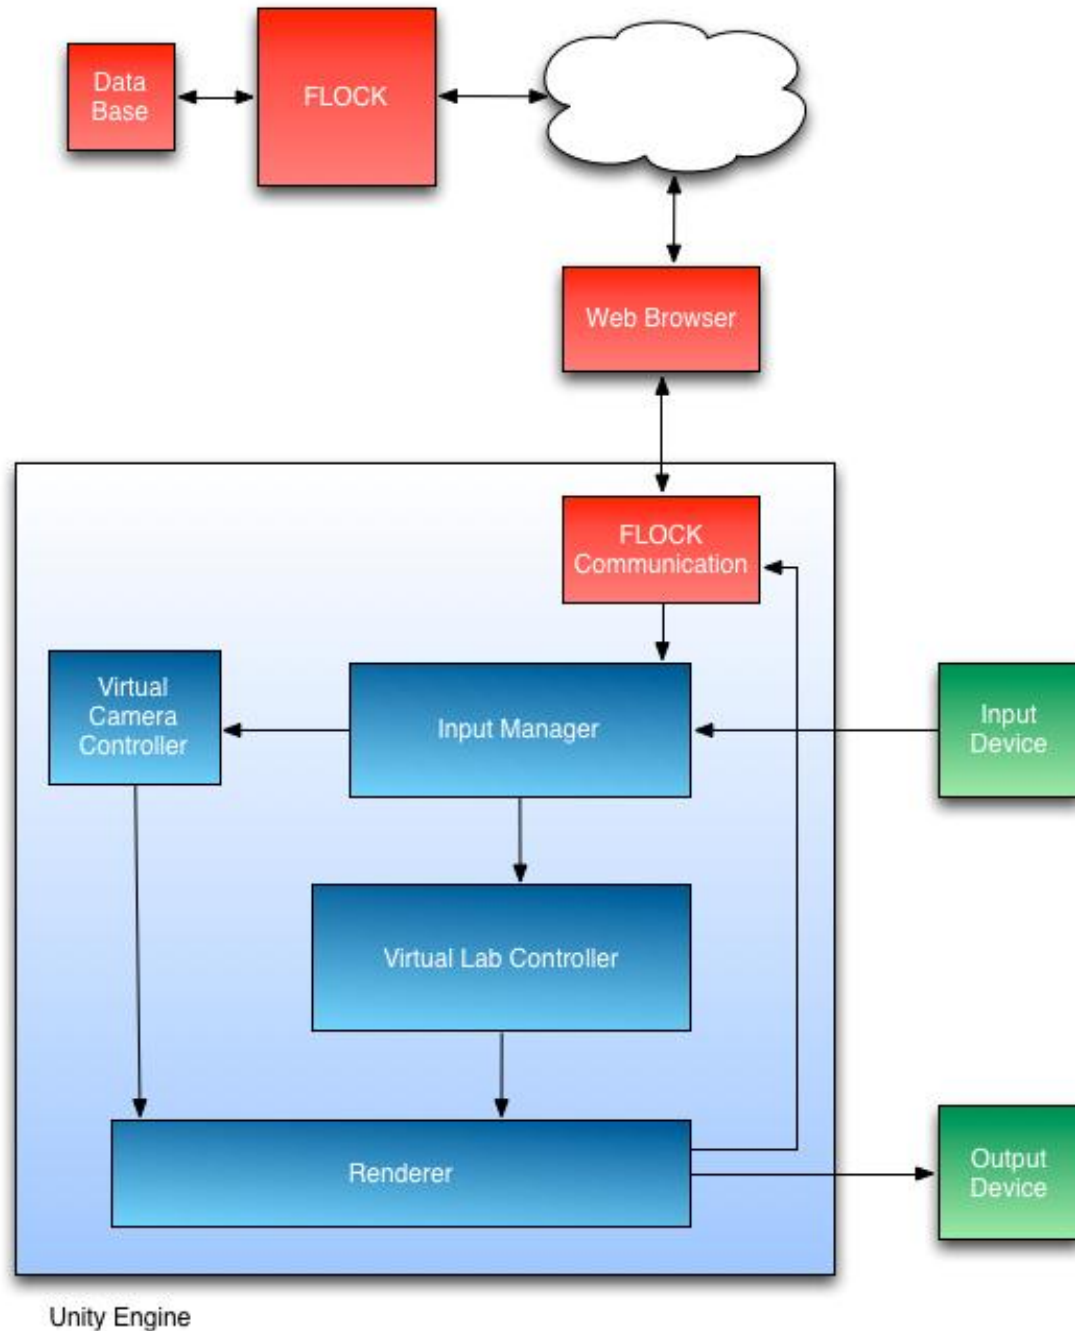 Data
Base
FLOCK
Web Browser
FLOCK
Communication
Virtual
Camera
Controller
Input Manager
Input
Device
Virtual Lab Controller
Renderer
Output
Device
Unity Engine